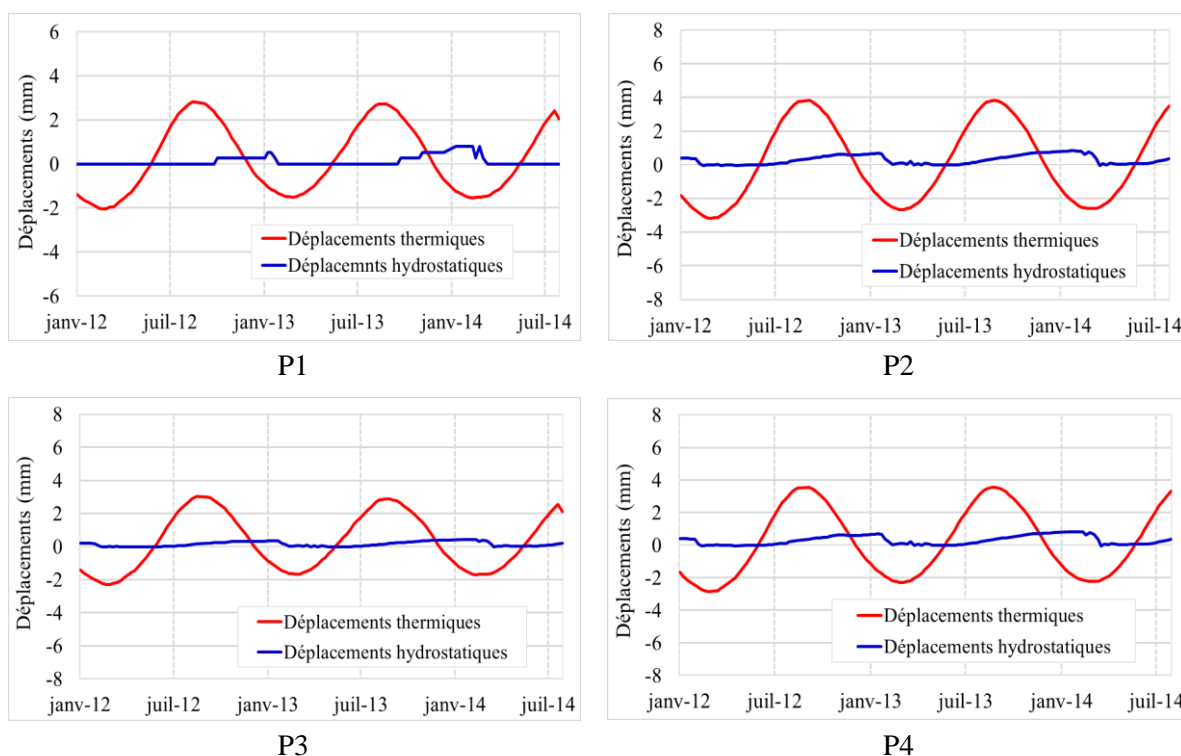 6
4
2
0
-2
-4
-6
Déplacements (mm)
Déplacements thermiques
Déplacemnts hydrostatiques
janv-12 juil-12 janv-13 juil-13 janv-14 juil-14
P1
8
6
4
2
0
-2
-4
-6
-8
Déplacements (mm)
Déplacements thermiques
Déplacements hydrostatiques
janv-12 juil-12 janv-13 juil-13 janv-14 juil-14
P2
8
6
4
2
0
-2
-4
-6
-8
Déplacements (mm)
Déplacements thermiques
Déplacements hydrostatiques
janv-12 juil-12 janv-13 juil-13 janv-14 juil-14
P3
8
6
4
2
0
-2
-4
-6
-8
Déplacements (mm)
Déplacements thermiques
Déplacements hydrostatiques
janv-12 juil-12 janv-13 juil-13 janv-14 juil-14
P4